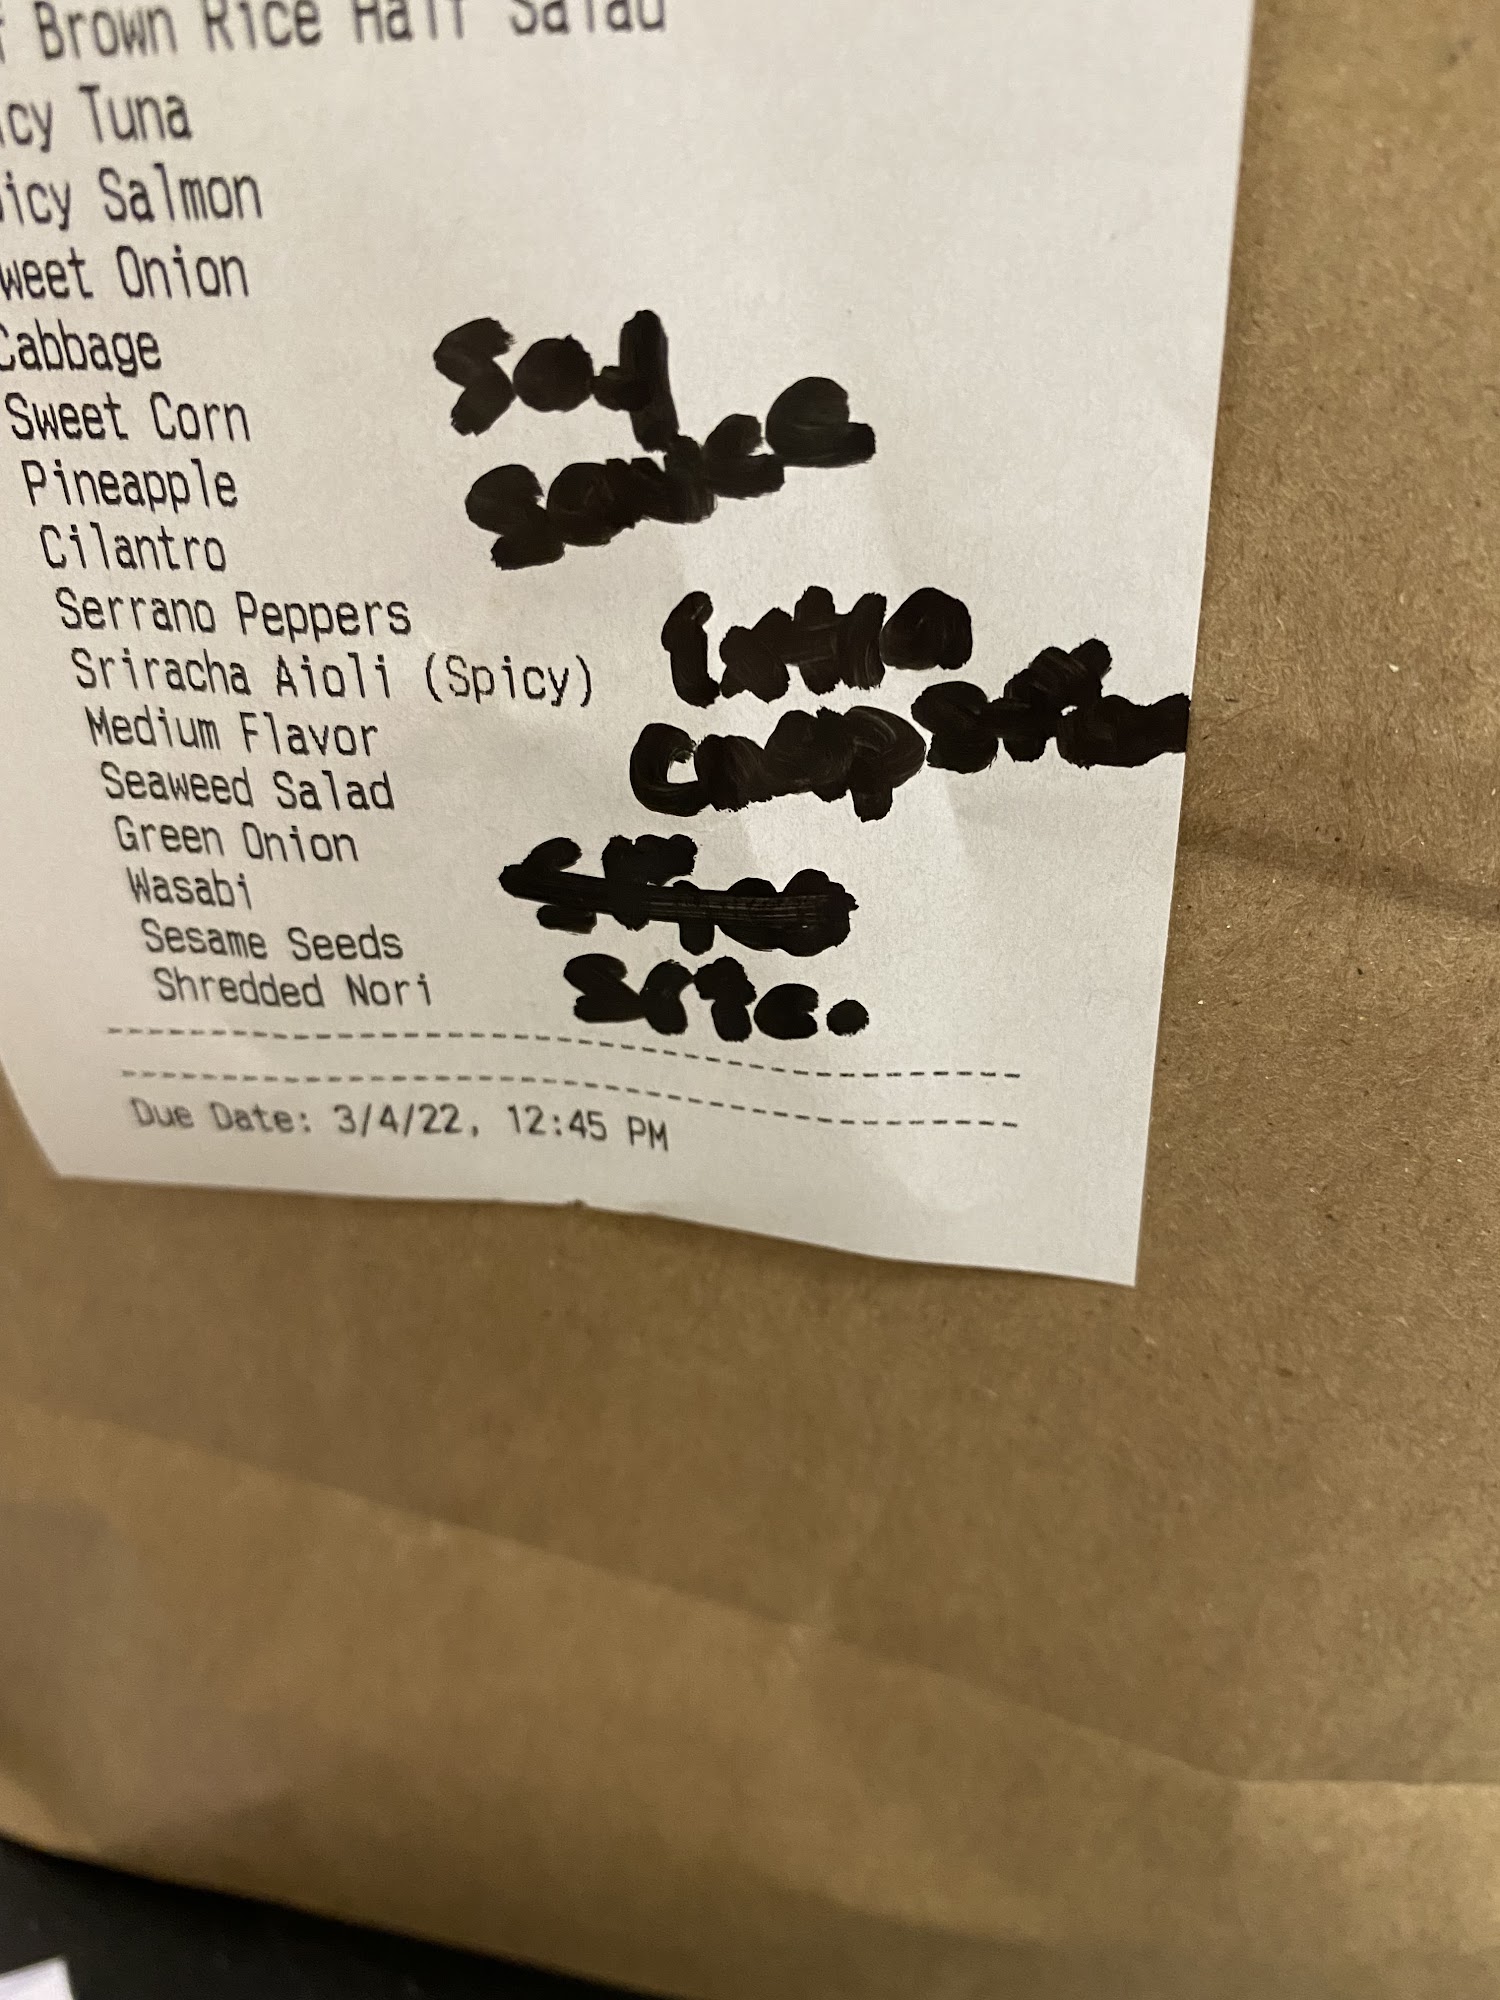 Brown Rice Half Salad
icy Tuna
icy Salmon
weet Onion
Cabbage
Sweet Corn
Pineapple
Cilantro
Serrano Peppers
Sriracha Aioli (Spicy)
Medium Flavor
Seaweed Salad
Green Onion
Wasabi
Sesame Seeds
Shredded Nori
Soy
Sauce
Due Date: 3/4/22, 12:45 PM